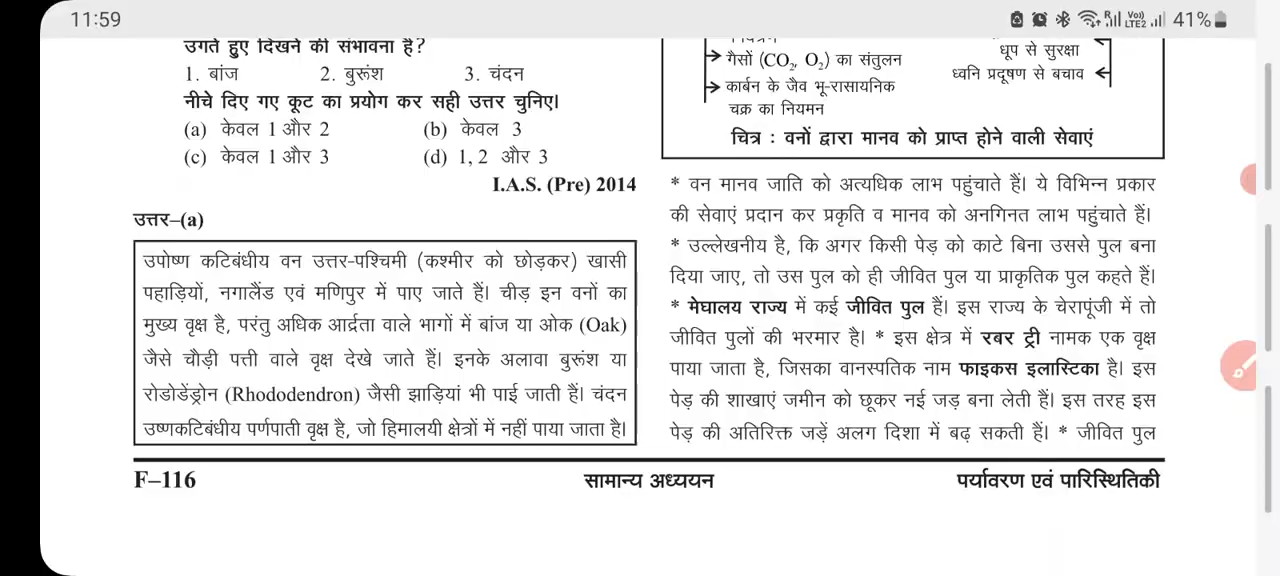 11:59
41%
उगते हुए दिखने की संभावना है?
1. बांज 2. बुरूंश 3. चंदन
नीचे दिए गए कूट का प्रयोग कर सही उत्तर चुनिए।
(a) केवल 1 और 2 (b) केवल 3
(c) केवल 1 और 3 (d) 1, 2 और 3
I.A.S. (Pre) 2014
उत्तर–(a)
उपोष्ण कटिबंधीय वन उत्तर-पश्चिमी (कश्मीर को छोड़कर) खासी
पहाड़ियों, नगालैंड एवं मणिपुर में पाए जाते हैं। चीड़ इन वनों का
मुख्य वृक्ष है, परंतु अधिक आर्द्रता वाले भागों में बांज या ओक (Oak)
जैसे चौड़ी पत्ती वाले वृक्ष देखे जाते हैं। इनके अलावा बुरूंश या
रोडोडेंड्रोन (Rhododendron) जैसी झाड़ियां भी पाई जाती हैं। चंदन
उष्णकटिबंधीय पर्णपाती वृक्ष है, जो हिमालयी क्षेत्रों में नहीं पाया जाता है।
गैसों (CO₂, O₂) का संतुलन
कार्बन के जैव भू-रासायनिक
चक्र का नियमन
धूप से सुरक्षा
ध्वनि प्रदूषण से बचाव
चित्र : वनों द्वारा मानव को प्राप्त होने वाली सेवाएं
* वन मानव जाति को अत्यधिक लाभ पहुंचाते हैं। ये विभिन्न प्रकार
की सेवाएं प्रदान कर प्रकृति व मानव को अनगिनत लाभ पहुंचाते हैं।
* उल्लेखनीय है, कि अगर किसी पेड़ को काटे बिना उससे पुल बना
दिया जाए, तो उस पुल को ही जीवित पुल या प्राकृतिक पुल कहते हैं।
* मेघालय राज्य में कई जीवित पुल हैं। इस राज्य के चेरापूंजी में तो
जीवित पुलों की भरमार है। * इस क्षेत्र में रबर ट्री नामक एक वृक्ष
पाया जाता है, जिसका वानस्पतिक नाम फाइकस इलास्टिका है। इस
पेड़ की शाखाएं जमीन को छूकर नई जड़ बना लेती हैं। इस तरह इस
पेड़ की अतिरिक्त जड़ें अलग दिशा में बढ़ सकती हैं। * जीवित पुल
F–116 सामान्य अध्ययन पर्यावरण एवं पारिस्थितिकी